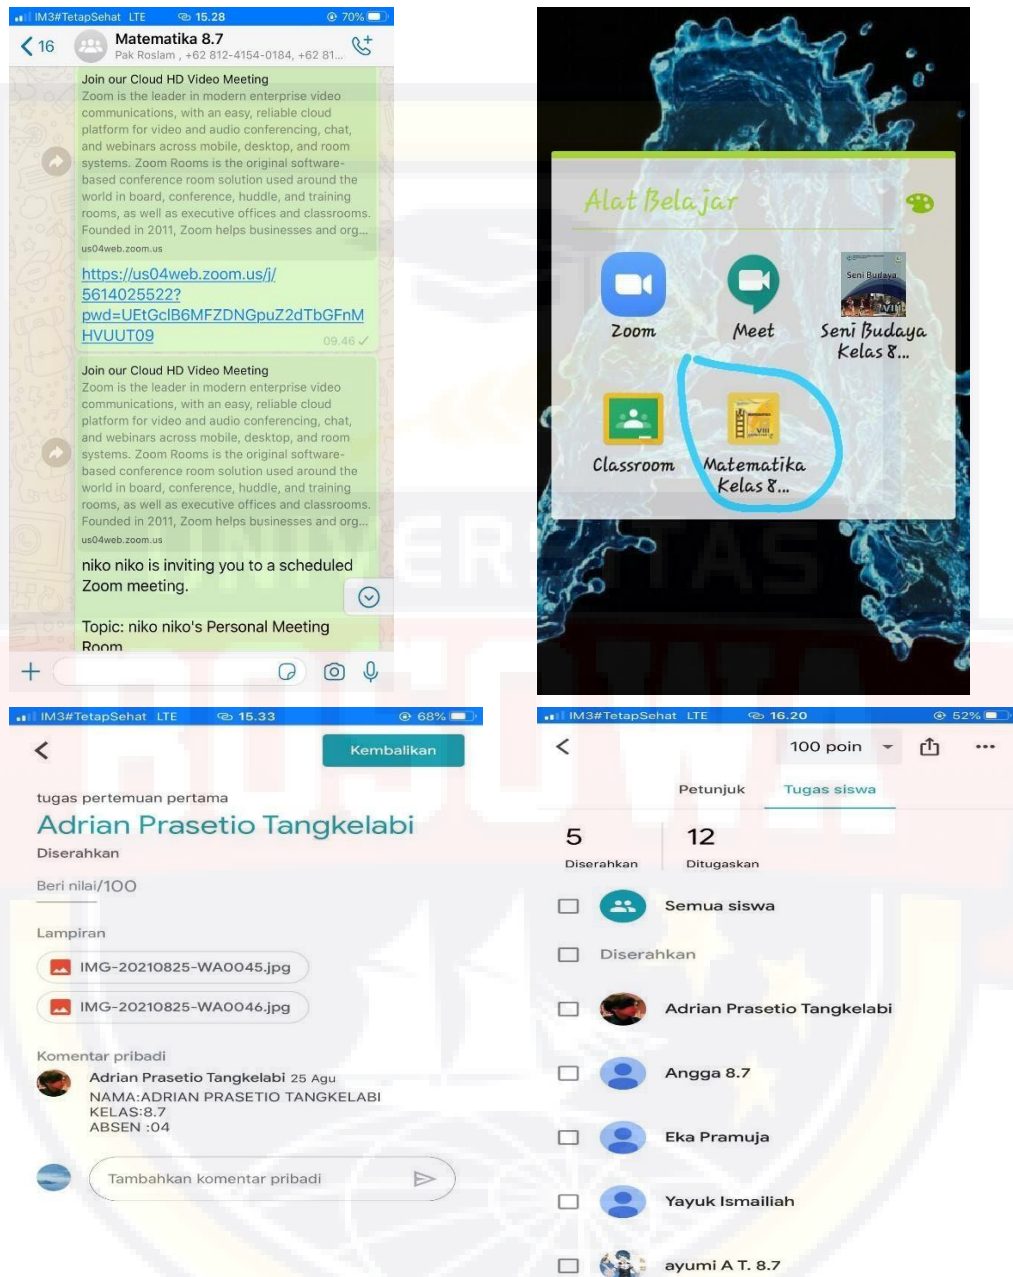 IM3#TetapSehat LTE 15.28 70%
16 Matematika 8.7
Pak Roslam , +62 812-4154-0184, +62 81...
Join our Cloud HD Video Meeting
Zoom is the leader in modern enterprise video
communications, with an easy, reliable cloud
platform for video and audio conferencing, chat,
and webinars across mobile, desktop, and room
systems. Zoom Rooms is the original software-
based conference room solution used around the
world in board, conference, huddle, and training
rooms, as well as executive offices and classrooms.
Founded in 2011, Zoom helps businesses and org...
us04web.zoom.us
https://us04web.zoom.us/j/
5614025522?
pwd=UEtGclB6MFZDNGpuZ2dTbGFnM
HVUUT09
09.46
Join our Cloud HD Video Meeting
Zoom is the leader in modern enterprise video
communications, with an easy, reliable cloud
platform for video and audio conferencing, chat,
and webinars across mobile, desktop, and room
systems. Zoom Rooms is the original software-
based conference room solution used around the
world in board, conference, huddle, and training
rooms, as well as executive offices and classrooms.
Founded in 2011, Zoom helps businesses and org...
us04web.zoom.us
niko niko is inviting you to a scheduled
Zoom meeting.
Topic: niko niko's Personal Meeting
Room
Alat Belajar
Seni Budaya
Zoom
Meet
Seni Budaya
Kelas 8...
VIII
Classroom
Matematika
Kelas 8...
UNIVERSITAS
BOSOWA
IM3#TetapSehat LTE 15.33 68%
Kembalikan
tugas pertemuan pertama
Adrian Prasetio Tangkelabi
Diserahkan
Beri nilai/100
Lampiran
IMG-20210825-WA0045.jpg
IMG-20210825-WA0046.jpg
Komentar pribadi
Adrian Prasetio Tangkelabi 25 Agu
NAMA:ADRIAN PRASETIO TANGKELABI
KELAS:8.7
ABSEN :04
Tambahkan komentar pribadi
IM3#TetapSehat LTE 16.20 52%
100 poin
Petunjuk Tugas siswa
5 12
Diserahkan Ditugaskan
Semua siswa
Diserahkan
Adrian Prasetio Tangkelabi
Angga 8.7
Eka Pramuja
Yayuk Ismailiah
ayumi A T. 8.7